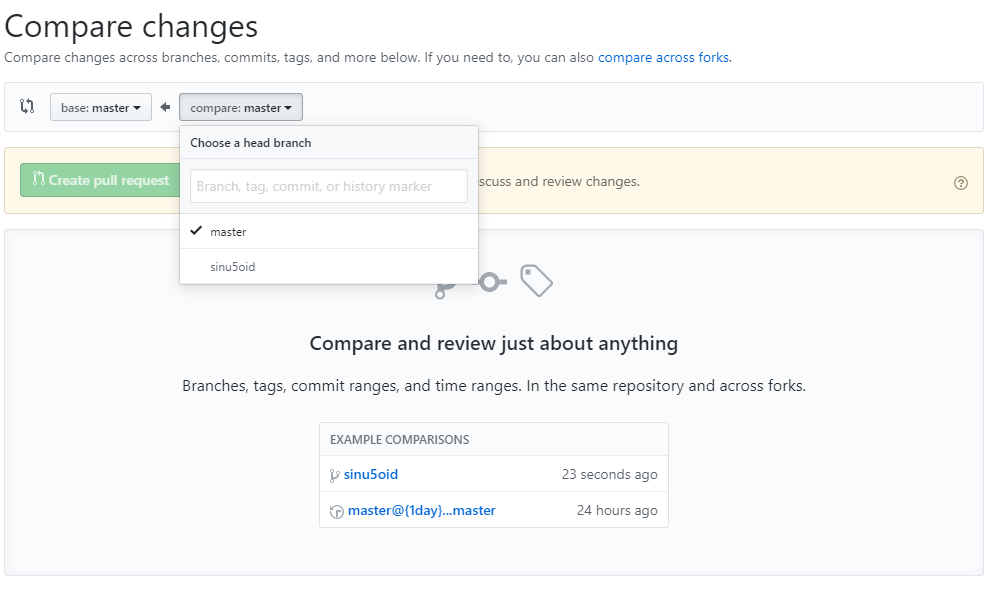 Compare changes
Compare changes across branches, commits, tags, and more below. If you need to, you can also compare across forks.
base: master
compare: master
Choose a head branch
Branch, tag, commit, or history marker
master
sinu5oid
Create pull request
scuss and review changes.
Compare and review just about anything
Branches, tags, commit ranges, and time ranges. In the same repository and across forks.
EXAMPLE COMPARISONS
sinu5oid 23 seconds ago
master@{1day}...master 24 hours ago